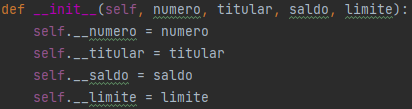 def __init__(self, numero, titular, saldo, limite):
self.__numero = numero
self.__titular = titular
self.__saldo = saldo
self.__limite = limite